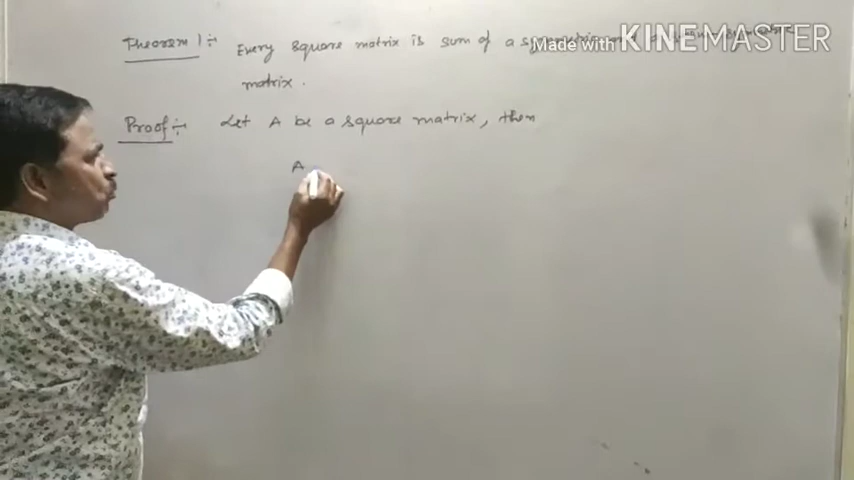 Theorem 1 :- Every square matrix is sum of a
matrix.
Proof :- Let A be a square matrix, then
A
Made with KINEMASTER